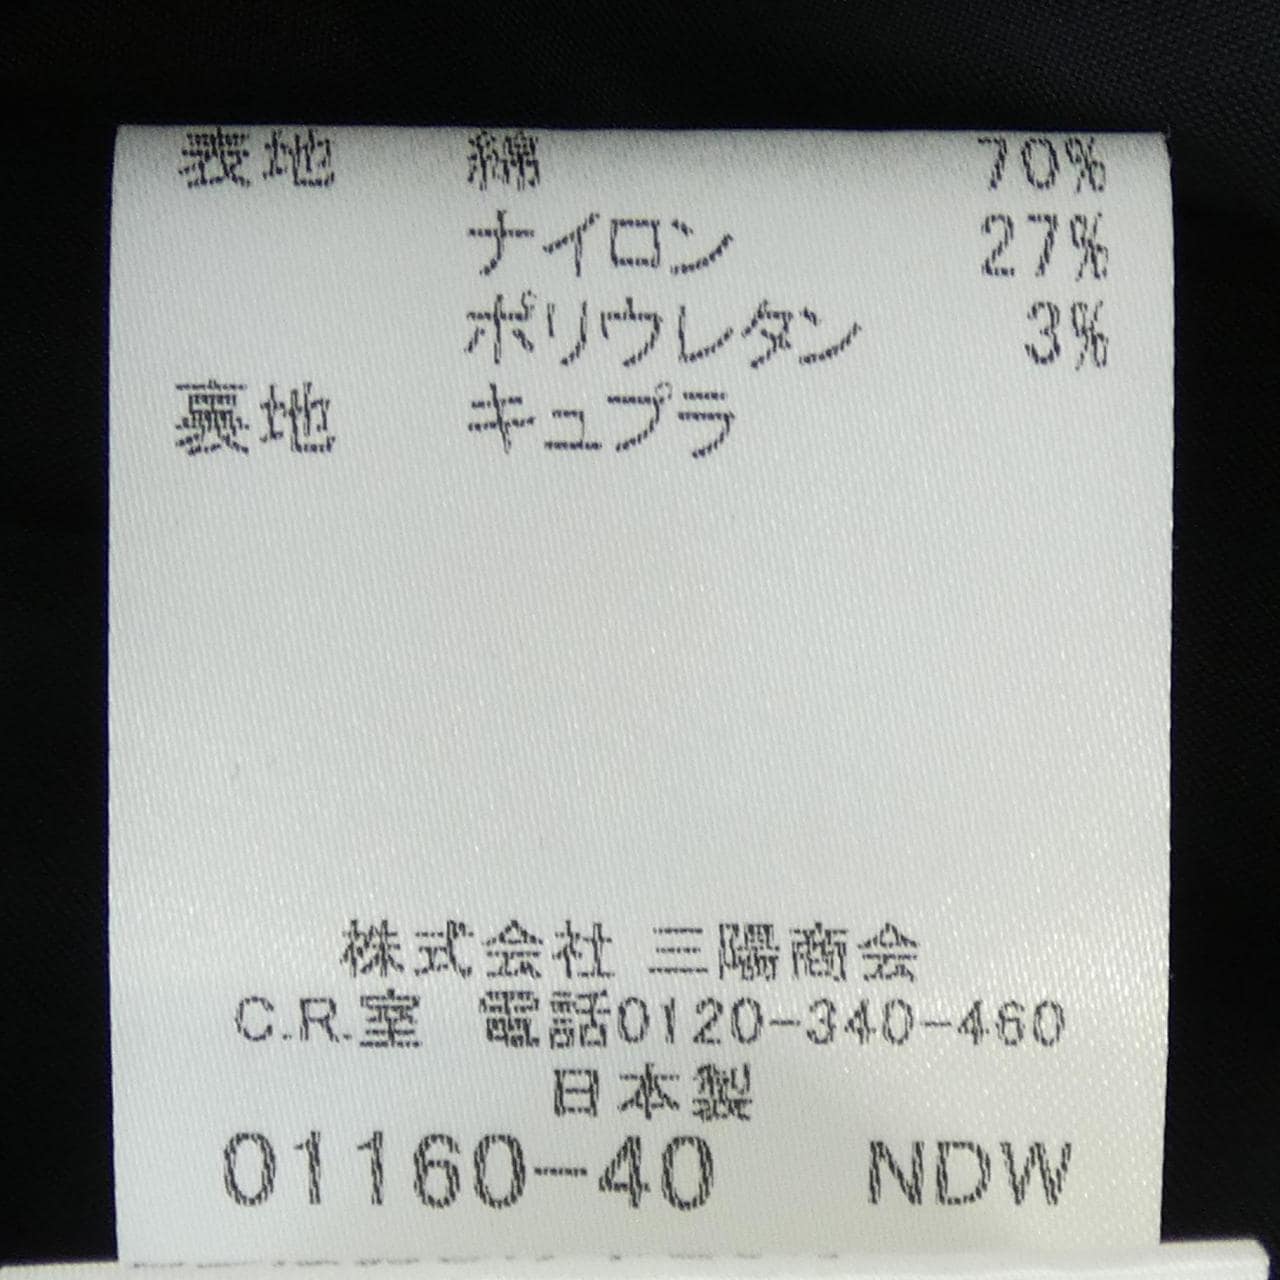 表地 綿 70%
ナイロン 27%
ポリウレタン 3%
裏地 キュプラ
株式会社 三陽商会
C.R.室 電話0120-340-460
日本製
01160-40 NDW